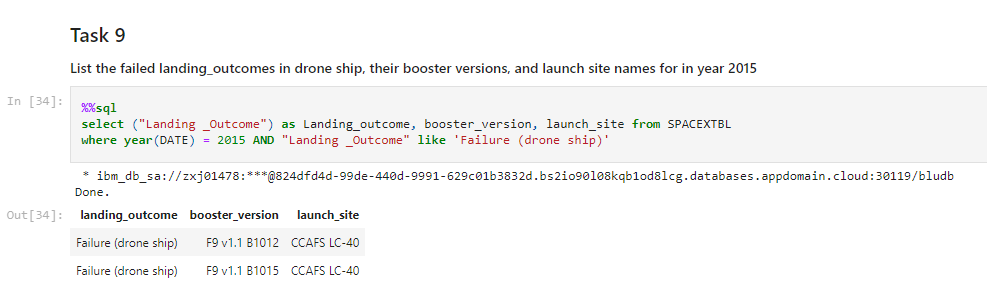 Task 9
List the failed landing_outcomes in drone ship, their booster versions, and launch site names for in year 2015
In [34]:
%%sql
select ("Landing _Outcome") as Landing_outcome, booster_version, launch_site from SPACEXTBL
where year(DATE) = 2015 AND "Landing _Outcome" like 'Failure (drone ship)'
* ibm_db_sa://zxj01478:***@824dfd4d-99de-440d-9991-629c01b3832d.bs2io90l08kqb1od8lcg.databases.appdomain.cloud:30119/bludb
Done.
Out[34]:
landing_outcome booster_version launch_site
Failure (drone ship) F9 v1.1 B1012 CCAFS LC-40
Failure (drone ship) F9 v1.1 B1015 CCAFS LC-40